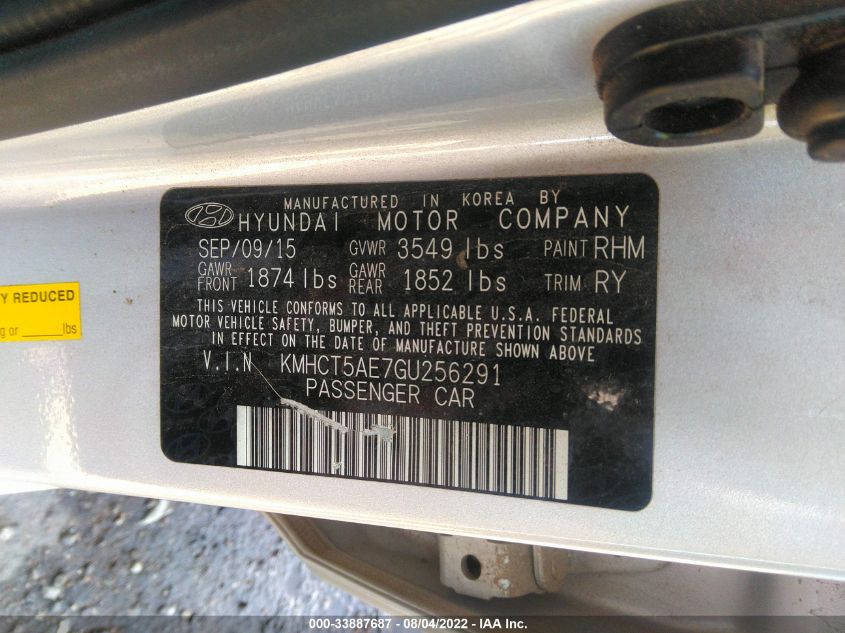 MANUFACTURED IN KOREA BY
HYUNDAI MOTOR COMPANY
SEP/09/15 GVWR 3549 lbs PAINT RHM
GAWR FRONT 1874 lbs GAWR REAR 1852 lbs TRIM RY
THIS VEHICLE CONFORMS TO ALL APPLICABLE U.S.A. FEDERAL
MOTOR VEHICLE SAFETY, BUMPER, AND THEFT PREVENTION STANDARDS
IN EFFECT ON THE DATE OF MANUFACTURE SHOWN ABOVE
V.I.N KMHCT5AE7GU256291
PASSENGER CAR
Y REDUCED
g or _____lbs
000-33887687 - 08/04/2022 - IAA Inc.